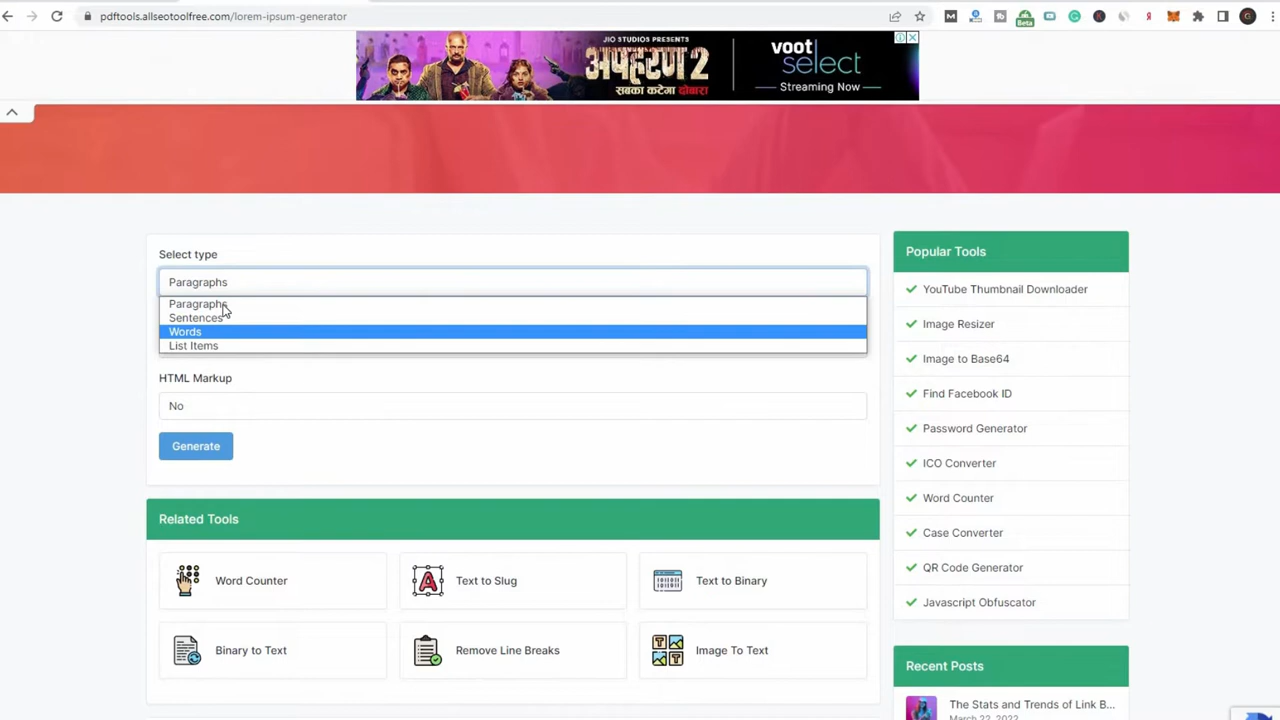 pdftools.allseotoolfree.com/lorem-ipsum-generator
Beta
G
JIO STUDIOS PRESENTS
अपहरण 2
सबका कटेगा दोबारा
voot
select
Streaming Now
Select type
Paragraphs
Paragraphs
Sentences
Words
List Items
HTML Markup
No
Generate
Related Tools
Word Counter
Text to Slug
Text to Binary
Binary to Text
Remove Line Breaks
Image To Text
Popular Tools
YouTube Thumbnail Downloader
Image Resizer
Image to Base64
Find Facebook ID
Password Generator
ICO Converter
Word Counter
Case Converter
QR Code Generator
Javascript Obfuscator
Recent Posts
The Stats and Trends of Link B...
March 22, 2022